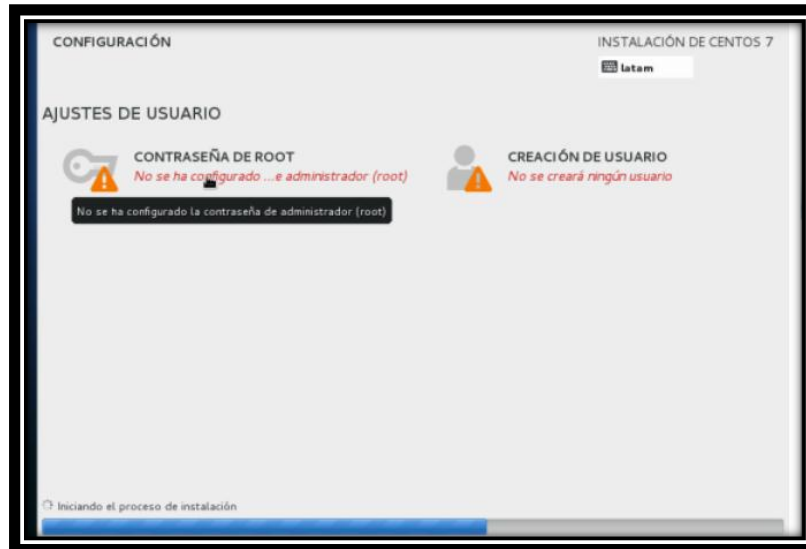 CONFIGURACIÓN
INSTALACIÓN DE CENTOS 7
latam
AJUSTES DE USUARIO
CONTRASEÑA DE ROOT
No se ha configurado ...e administrador (root)
CREACIÓN DE USUARIO
No se creará ningún usuario
No se ha configurado la contraseña de administrador (root)
Iniciando el proceso de instalación